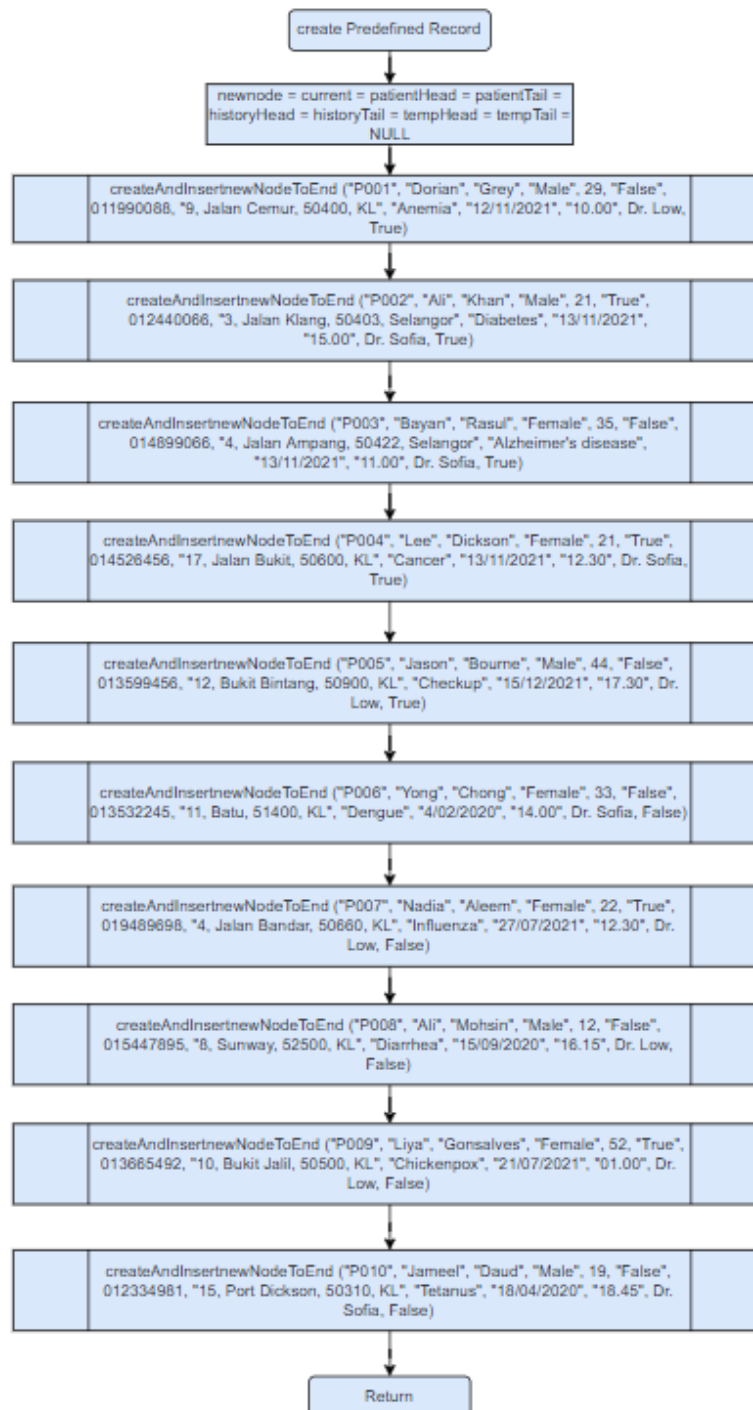 create Predefined Record
newnode = current = patientHead = patientTail =
historyHead = historyTail = tempHead = tempTail =
NULL
createAndInsertnewNodeToEnd ("P001", "Dorian", "Grey", "Male", 29, "False",
011990088, "9, Jalan Cemur, 50400, KL", "Anemia", "12/11/2021", "10.00", Dr. Low,
True)
createAndInsertnewNodeToEnd ("P002", "Ali", "Khan", "Male", 21, "True",
012440066, "3, Jalan Klang, 50403, Selangor", "Diabetes", "13/11/2021",
"15.00", Dr. Sofia, True)
createAndInsertnewNodeToEnd ("P003", "Bayan", "Rasul", "Female", 35, "False",
014899066, "4, Jalan Ampang, 50422, Selangor", "Alzheimer's disease",
"13/11/2021", "11.00", Dr. Sofia, True)
createAndInsertnewNodeToEnd ("P004", "Lee", "Dickson", "Female", 21, "True",
014526456, "17, Jalan Bukit, 50600, KL", "Cancer", "13/11/2021", "12.30", Dr. Sofia,
True)
createAndInsertnewNodeToEnd ("P005", "Jason", "Bourne", "Male", 44, "False",
013599456, "12, Bukit Bintang, 50900, KL", "Checkup", "15/12/2021", "17.30", Dr.
Low, True)
createAndInsertnewNodeToEnd ("P006", "Yong", "Chong", "Female", 33, "False",
013532245, "11, Batu, 51400, KL", "Dengue", "4/02/2020", "14.00", Dr. Sofia, False)
createAndInsertnewNodeToEnd ("P007", "Nadia", "Aleem", "Female", 22, "True",
019489698, "4, Jalan Bandar, 50660, KL", "Influenza", "27/07/2021", "12.30", Dr.
Low, False)
createAndInsertnewNodeToEnd ("P008", "Ali", "Mohsin", "Male", 12, "False",
015447895, "8, Sunway, 52500, KL", "Diarrhea", "15/09/2020", "16.15", Dr. Low,
False)
createAndInsertnewNodeToEnd ("P009", "Liya", "Gonsalves", "Female", 52, "True",
013665492, "10, Bukit Jalil, 50500, KL", "Chickenpox", "21/07/2021", "01.00", Dr.
Low, False)
createAndInsertnewNodeToEnd ("P010", "Jameel", "Daud", "Male", 19, "False",
012334981, "15, Port Dickson, 50310, KL", "Tetanus", "18/04/2020", "18.45", Dr.
Sofia, False)
Return